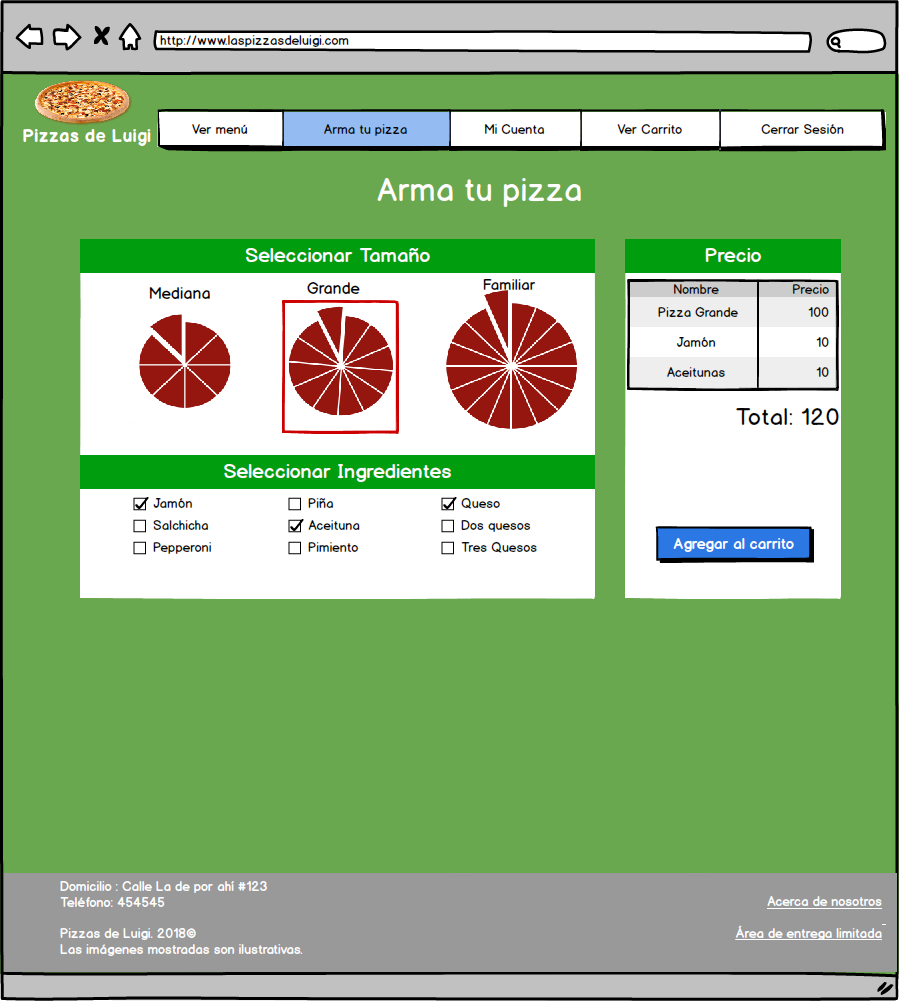 http://www.laspizzasdeluigi.com
Pizzas de Luigi
Ver menú
Arma tu pizza
Mi Cuenta
Ver Carrito
Cerrar Sesión
Arma tu pizza
Seleccionar Tamaño
Mediana
Grande
Familiar
Seleccionar Ingredientes
Jamón
Piña
Queso
Salchicha
Aceituna
Dos quesos
Pepperoni
Pimiento
Tres Quesos
Precio
Nombre Precio
Pizza Grande 100
Jamón 10
Aceitunas 10
Total: 120
Agregar al carrito
Domicilio : Calle La de por ahí #123
Teléfono: 454545
Pizzas de Luigi. 2018©
Las imágenes mostradas son ilustrativas.
Acerca de nosotros
Área de entrega limitada